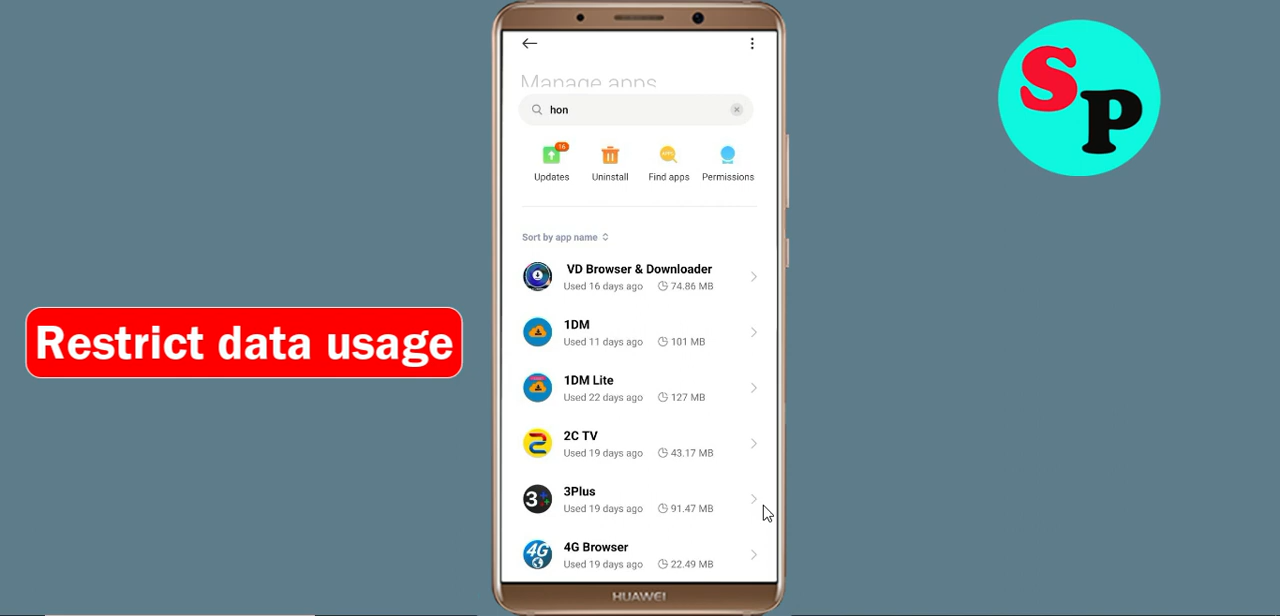 Manage apps
hon
16
Updates
Uninstall
APPS
Find apps
Permissions
Sort by app name
VD Browser & Downloader
Used 16 days ago 74.86 MB
1DM
Used 11 days ago 101 MB
1DM Lite
Used 22 days ago 127 MB
2C TV
Used 19 days ago 43.17 MB
3Plus
Used 19 days ago 91.47 MB
3
4G Browser
Used 19 days ago 22.49 MB
4G
HUAWEI
Restrict data usage
SP